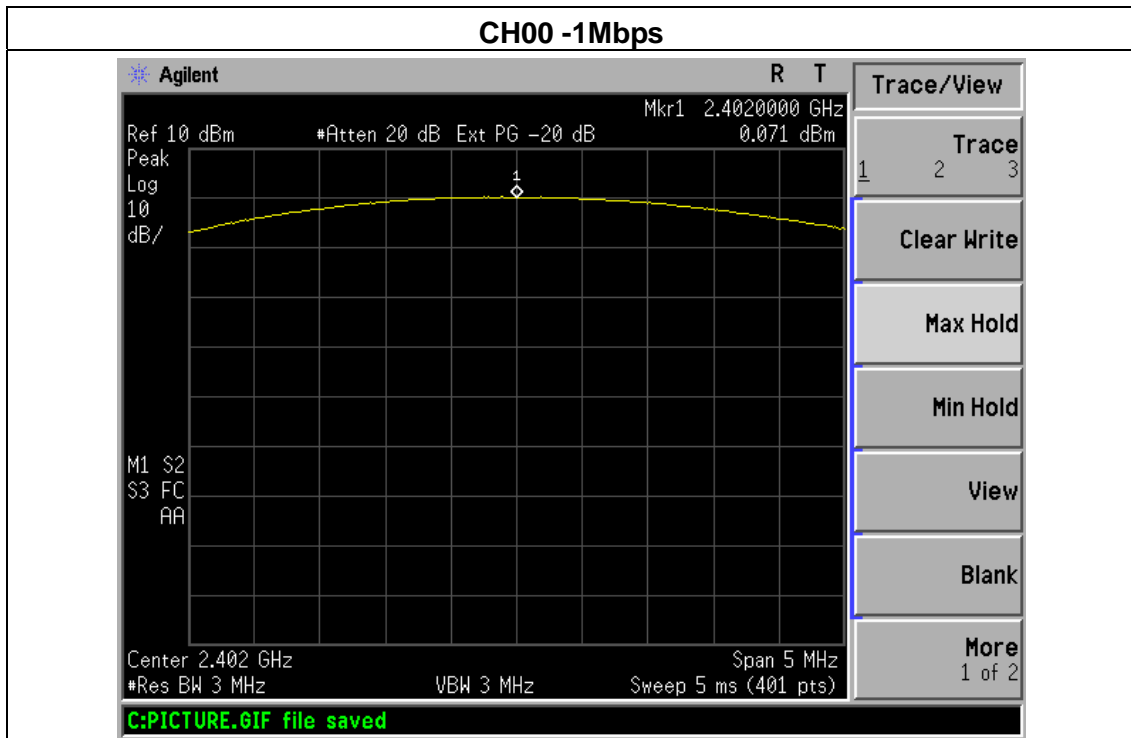 CH00 -1Mbps
Agilent R T
Mkr1 2.4020000 GHz
Ref 10 dBm #Atten 20 dB Ext PG -20 dB 0.071 dBm
Peak
Log
10
dB/
1
M1 S2
S3 FC
AA
Center 2.402 GHz Span 5 MHz
#Res BW 3 MHz VBW 3 MHz Sweep 5 ms (401 pts)
C:PICTURE.GIF file saved
Trace/View
Trace
1 2 3
Clear Write
Max Hold
Min Hold
View
Blank
More
1 of 2